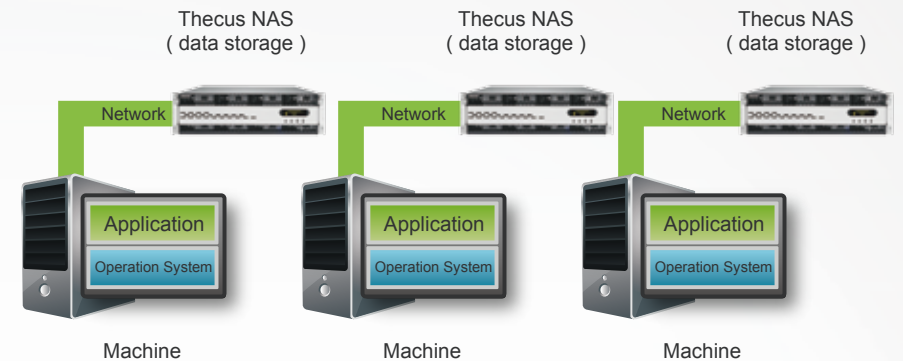 Thecus NAS
( data storage )
Thecus NAS
( data storage )
Thecus NAS
( data storage )
Network
Network
Network
Application
Operation System
Application
Operation System
Application
Operation System
Machine
Machine
Machine